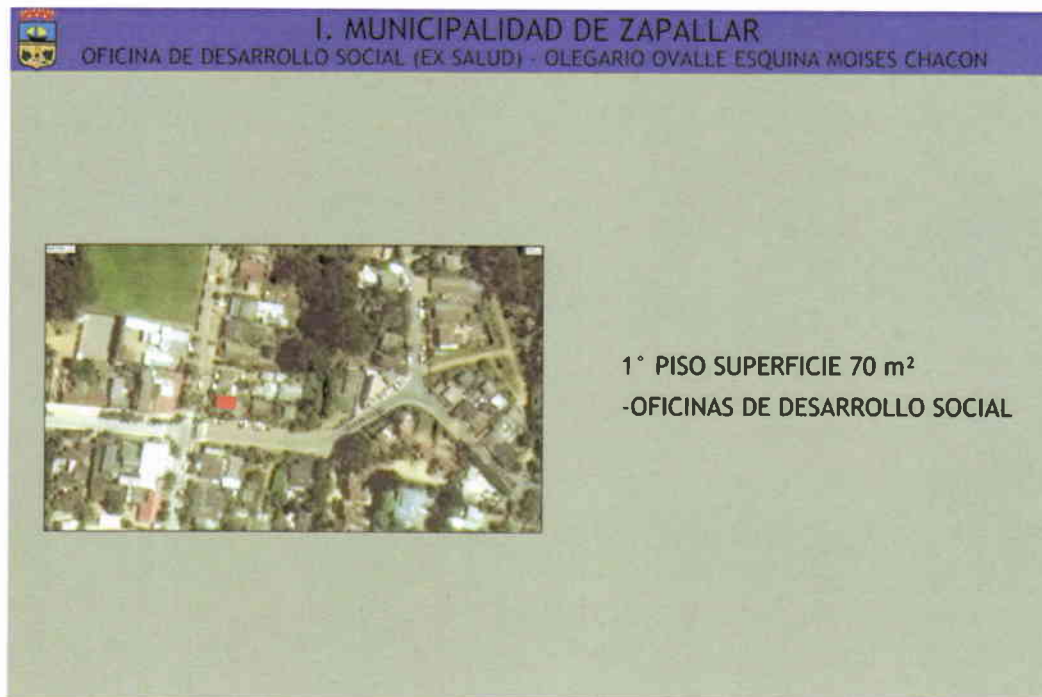 I. MUNICIPALIDAD DE ZAPALLAR
OFICINA DE DESARROLLO SOCIAL (EX SALUD) - OLEGARIO OVALLE ESQUINA MOISES CHACON
1° PISO SUPERFICIE 70 m²
-OFICINAS DE DESARROLLO SOCIAL